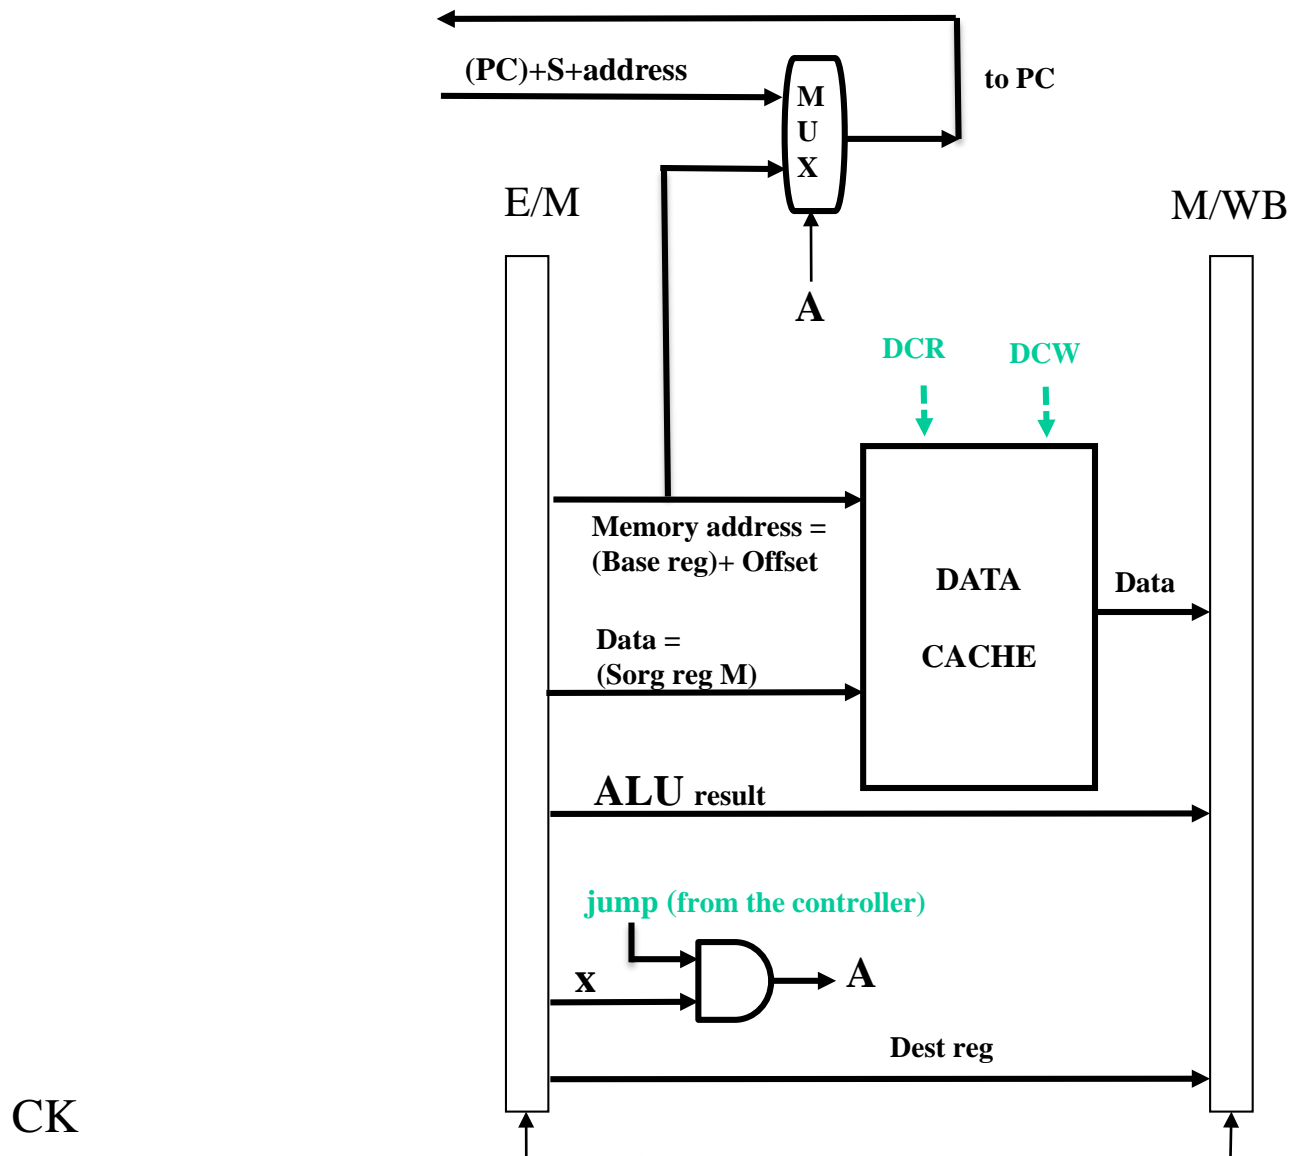 (PC)+S+address
to PC
M
U
X
E/M
M/WB
A
DCR
DCW
Memory address =
(Base reg)+ Offset
DATA
CACHE
Data
Data =
(Sorg reg M)
ALU result
jump (from the controller)
x
A
Dest reg
CK